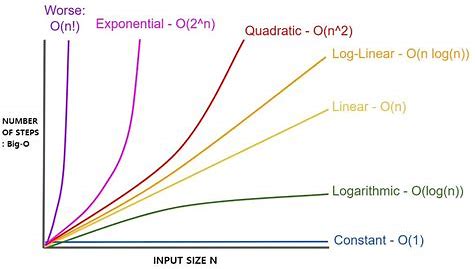 Worse:
O(n!)
Exponential - O(2^n)
Quadratic - O(n^2)
Log-Linear - O(n log(n))
NUMBER
OF STEPS
: Big-O
Linear - O(n)
Logarithmic - O(log(n))
Constant - O(1)
INPUT SIZE N